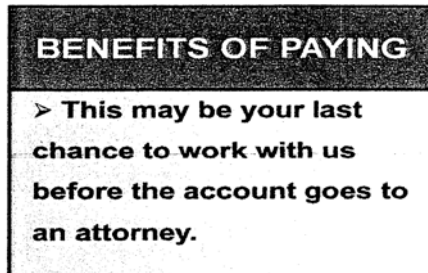 BENEFITS OF PAYING
➢ This may be your last
chance to work with us
before the account goes to
an attorney.